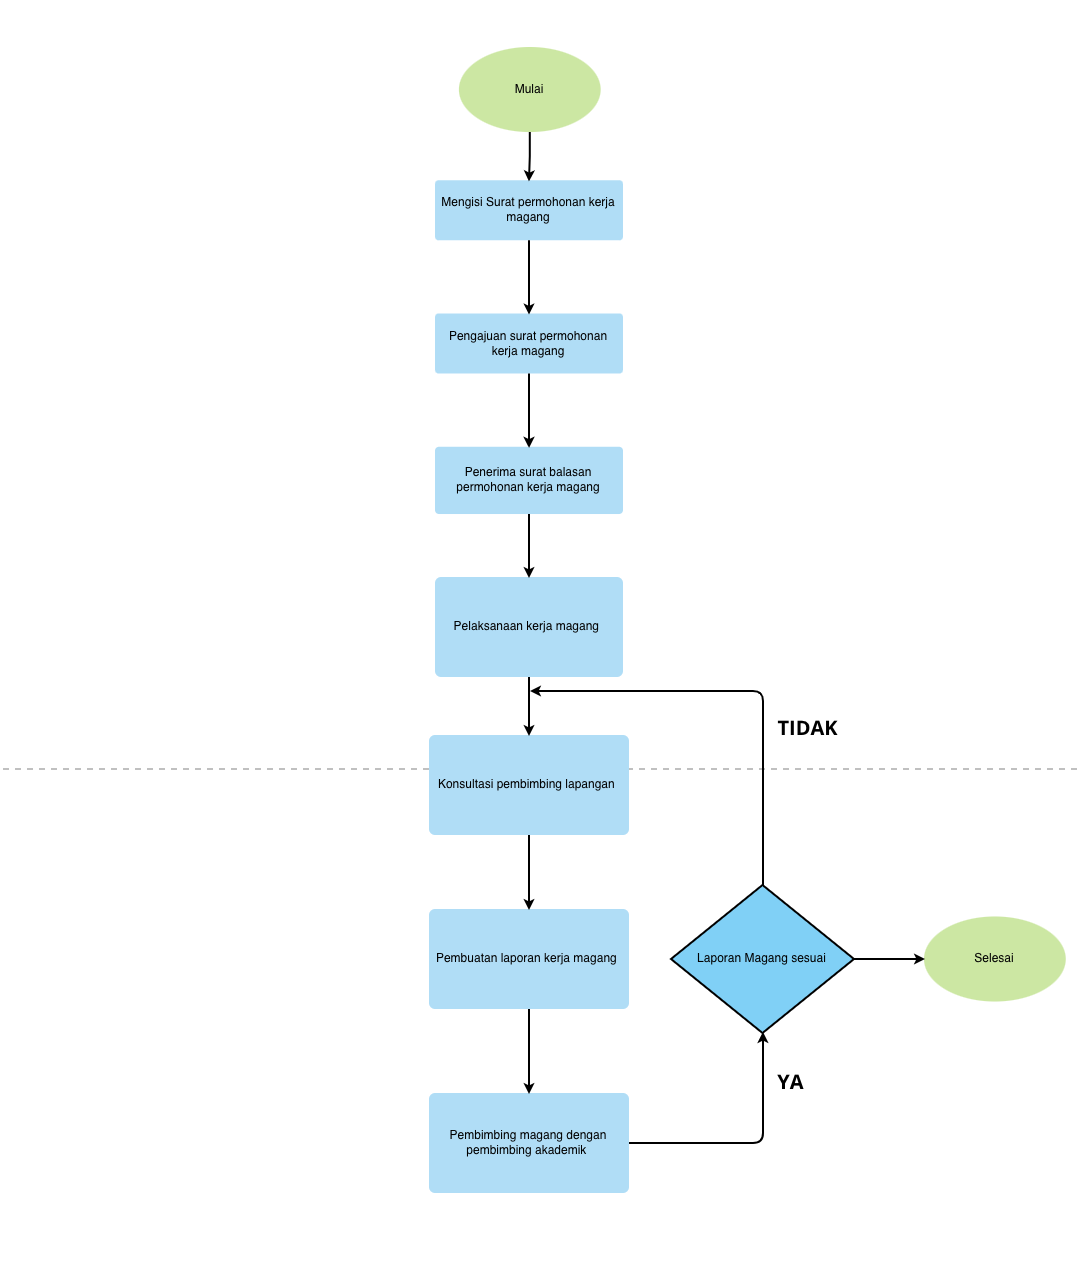 Mulai
Mengisi Surat permohonan kerja
magang
Pengajuan surat permohonan
kerja magang
Penerima surat balasan
permohonan kerja magang
Pelaksanaan kerja magang
TIDAK
Konsultasi pembimbing lapangan
Pembuatan laporan kerja magang
Laporan Magang sesuai
Selesai
YA
Pembimbing magang dengan
pembimbing akademik